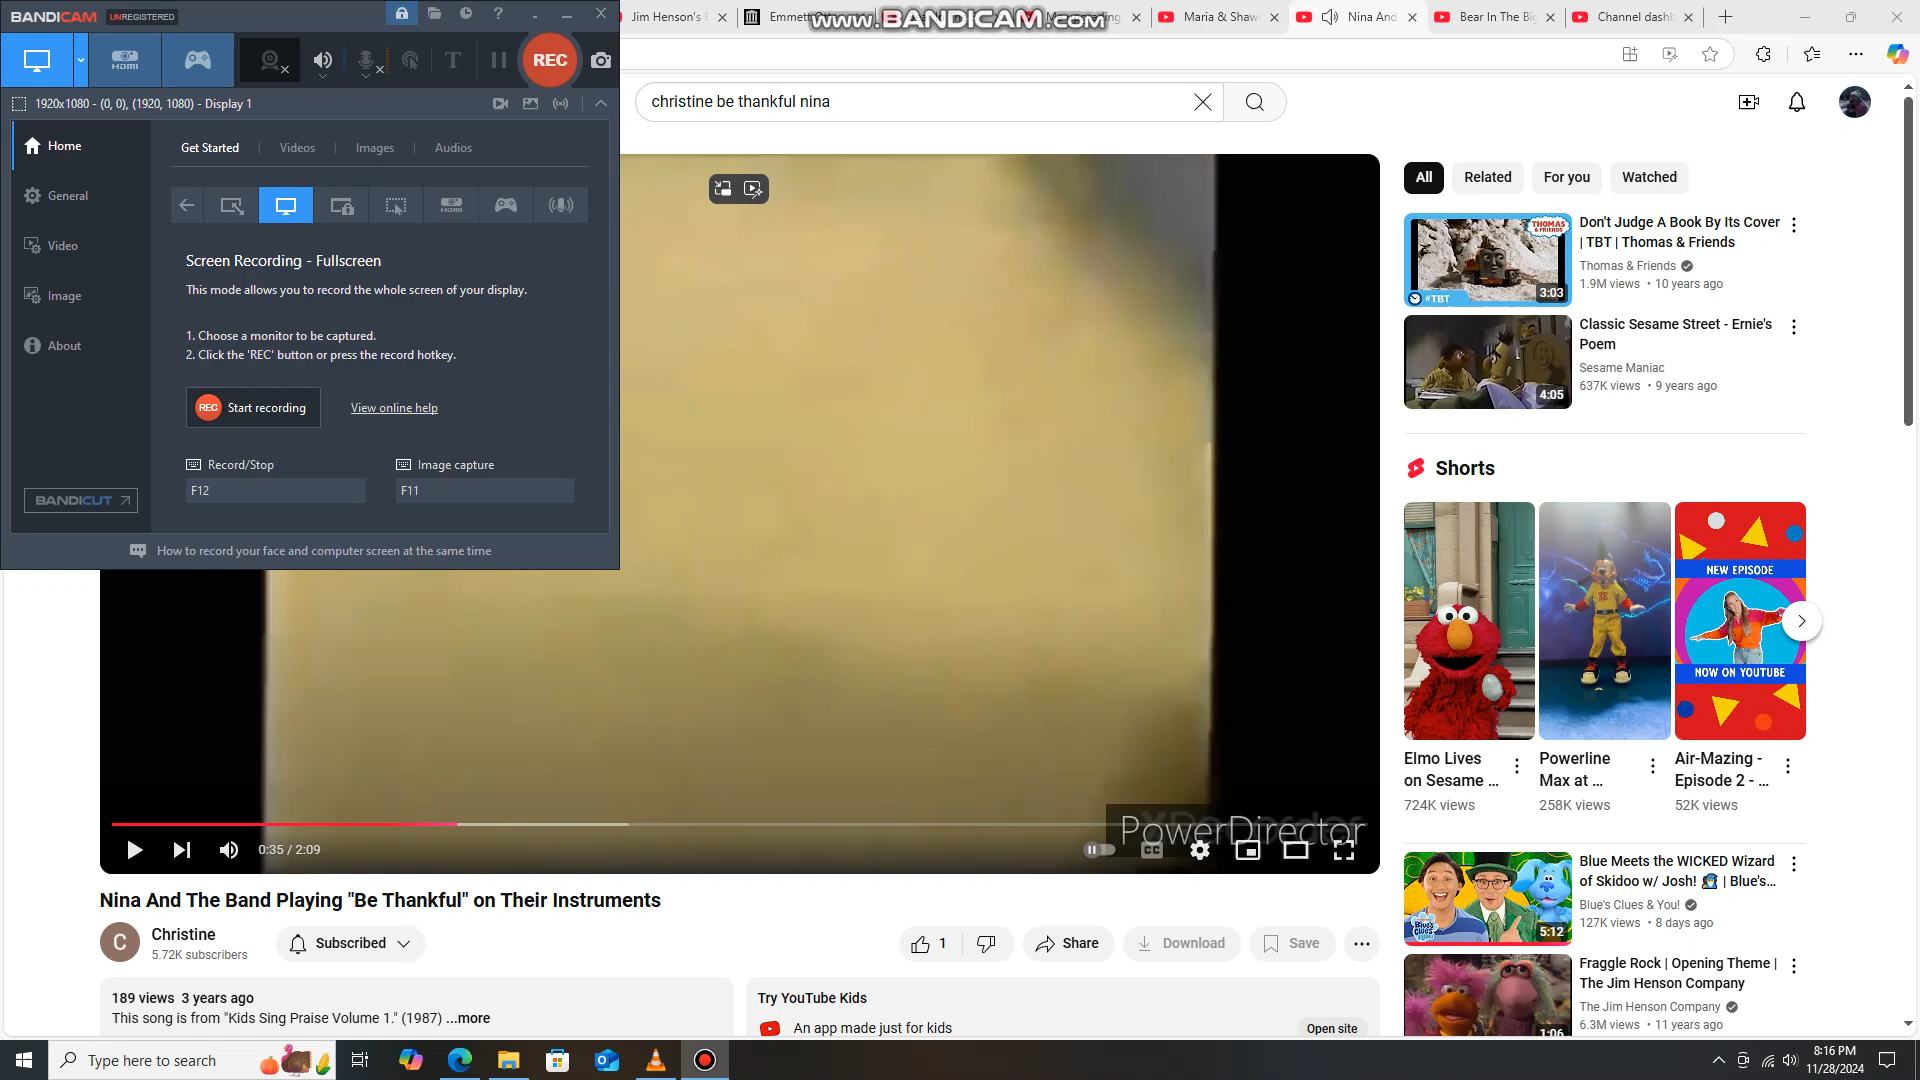 BANDICAM UNREGISTERED
Jim Henson's E
Emmett
www.BANDICAM.com
Maria & Shaw
Nina And
Bear In The Big
Channel dashb
HDMI
T
REC
1920x1080 - (0, 0), (1920, 1080) - Display 1
Home
General
Video
Image
About
BANDICUT
Get Started
Videos
Images
Audios
Screen Recording - Fullscreen
This mode allows you to record the whole screen of your display.
1. Choose a monitor to be captured.
2. Click the 'REC' button or press the record hotkey.
REC Start recording
View online help
Record/Stop
Image capture
F12
F11
How to record your face and computer screen at the same time
christine be thankful nina
PowerDirector
0:35 / 2:09
CC
Nina And The Band Playing "Be Thankful" on Their Instruments
C
Christine
5.72K subscribers
Subscribed
1
Share
Download
Save
189 views 3 years ago
This song is from "Kids Sing Praise Volume 1." (1987) ...more
Try YouTube Kids
An app made just for kids
Open site
All
Related
For you
Watched
THOMAS & FRIENDS
#TBT
3:03
Don't Judge A Book By Its Cover
| TBT | Thomas & Friends
Thomas & Friends
1.9M views • 10 years ago
4:05
Classic Sesame Street - Ernie's
Poem
Sesame Maniac
637K views • 9 years ago
Shorts
NEW EPISODE
NOW ON YOUTUBE
Elmo Lives
on Sesame ...
724K views
Powerline
Max at ...
258K views
Air-Mazing -
Episode 2 - ...
52K views
Blue's Clues & You!
5:12
Blue Meets the WICKED Wizard
of Skidoo w/ Josh! | Blue's...
Blue's Clues & You!
127K views • 8 days ago
1:06
Fraggle Rock | Opening Theme |
The Jim Henson Company
The Jim Henson Company
6.3M views • 11 years ago
Type here to search
8:16 PM
11/28/2024